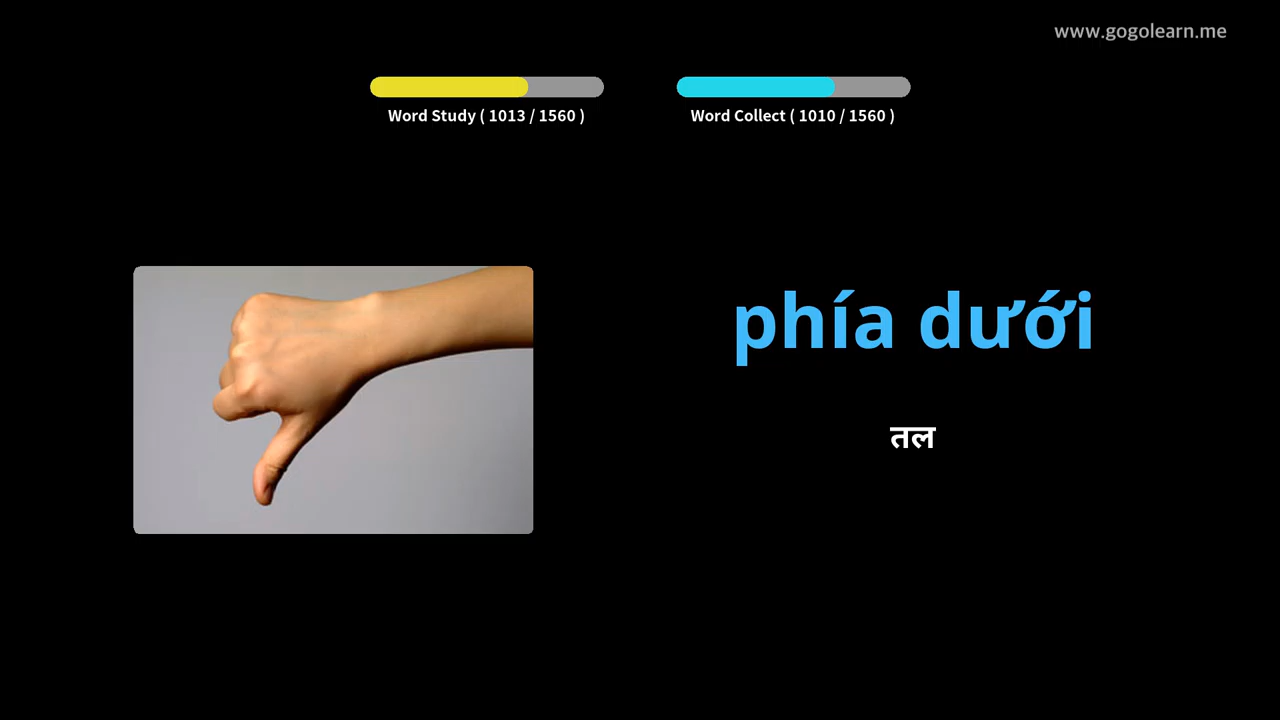 www.gogolearn.me
Word Study ( 1013 / 1560 )
Word Collect ( 1010 / 1560 )
phía dưới
तल